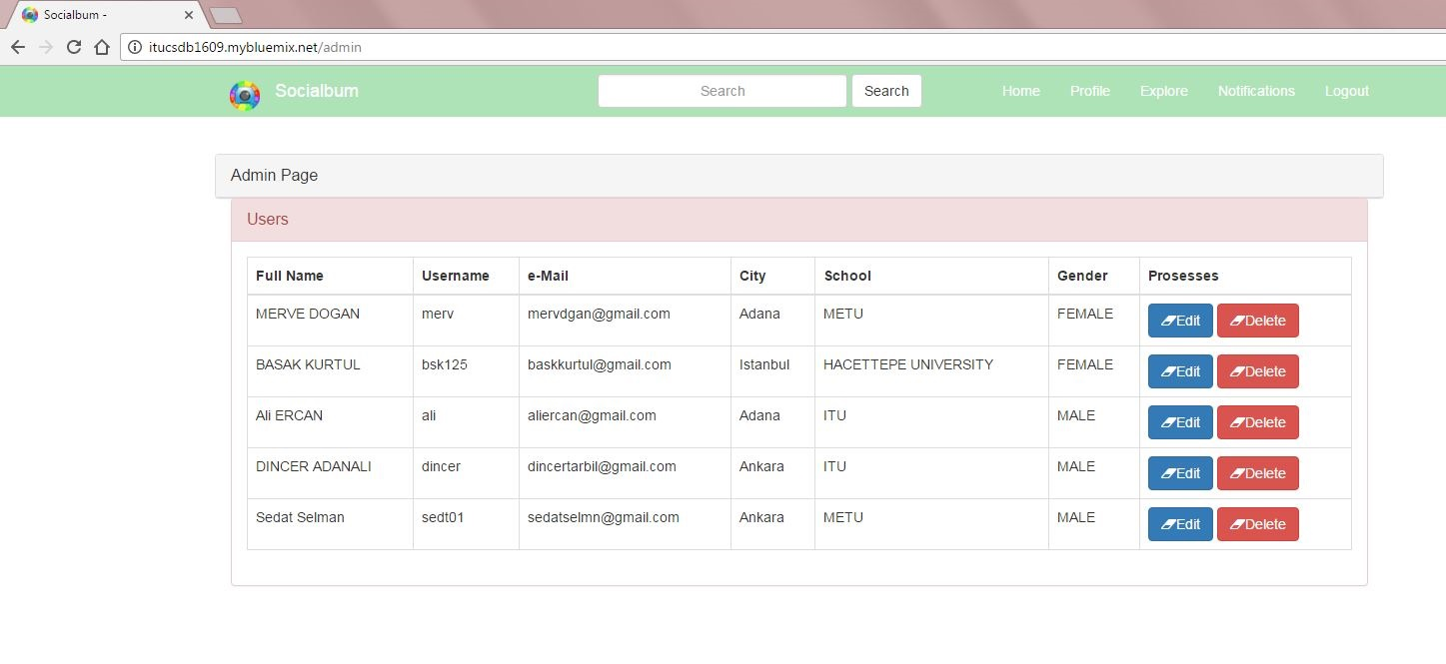 Socialbum -
itucsdb1609.mybluemix.net/admin
Socialbum Search Search Home Profile Explore Notifications Logout
Admin Page
Users
Full Name Username e-Mail City School Gender Prosesses
MERVE DOGAN merv mervdgan@gmail.com Adana METU FEMALE Edit Delete
BASAK KURTUL bsk125 baskkurtul@gmail.com Istanbul HACETTEPE UNIVERSITY FEMALE Edit Delete
Ali ERCAN ali aliercan@gmail.com Adana ITU MALE Edit Delete
DINCER ADANALI dincer dincertarbil@gmail.com Ankara ITU MALE Edit Delete
Sedat Selman sedt01 sedatselmn@gmail.com Ankara METU MALE Edit Delete